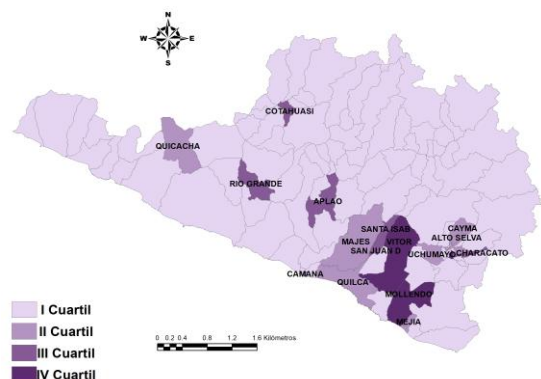 N
W E
S
COTAHUASI
QUICACHA
RIO GRANDE
APLAO
SANTA ISAB
CAYMA
ALTO SELVA
MAJES
VITOR
SAN JUAN D
UCHUMAYO
CHARACATO
CAMANA
QUILCA
MOLLENDO
MEJIA
I Cuartil
II Cuartil
III Cuartil
IV Cuartil
0 0.2 0.4 0.8 1.2 1.6 Kilómetros